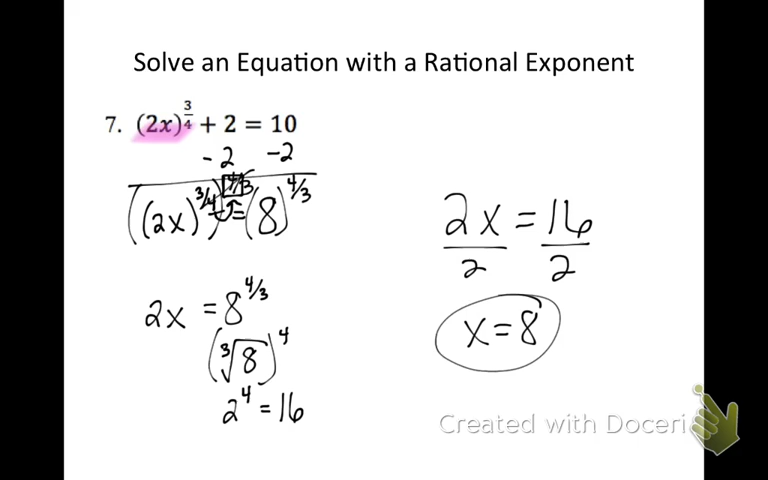 Solve an Equation with a Rational Exponent
7. (2x)^{3/4} + 2 = 10
-2 -2
((2x)^{3/4})^{4/3} = (8)^{4/3}
2x = 8^{4/3}
(∛8)^4
2^4 = 16
2x = 16
2 2
x = 8
Created with Doceri